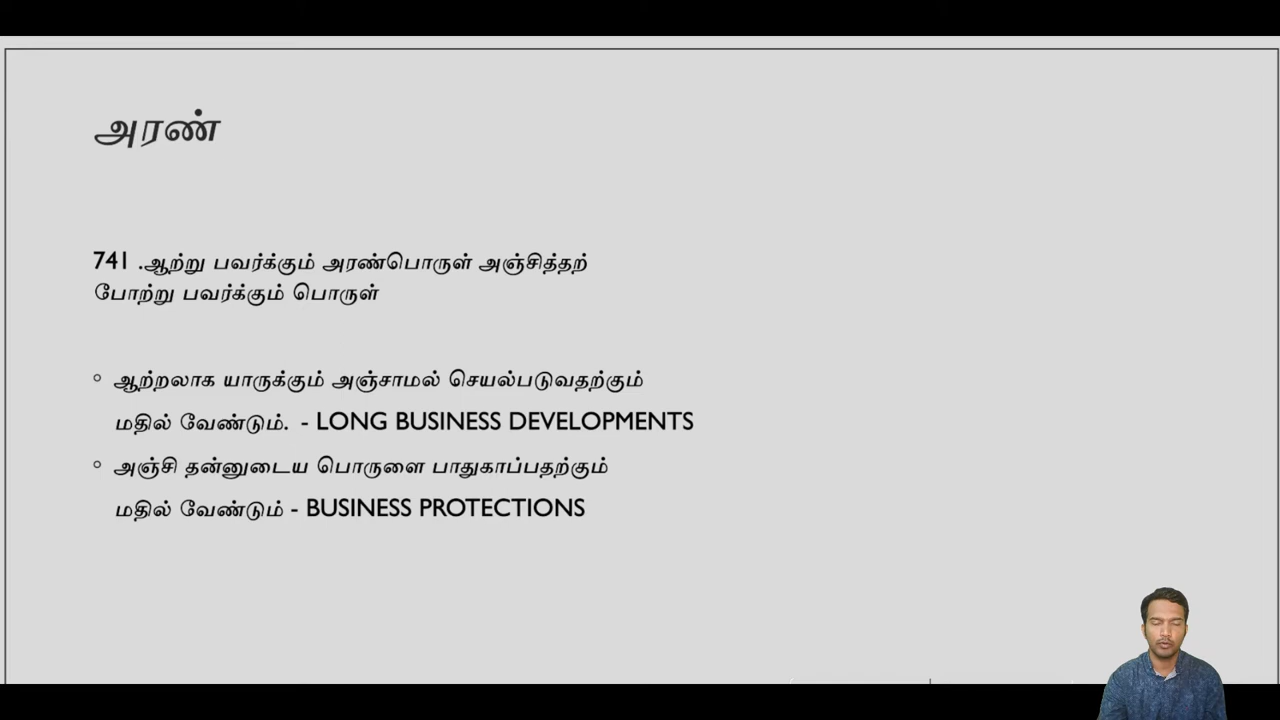 அரண்
741 .ஆற்று பவர்க்கும் அரண்பொருள் அஞ்சித்தற்
போற்று பவர்க்கும் பொருள்
◦ ஆற்றலாக யாருக்கும் அஞ்சாமல் செயல்படுவதற்கும்
மதில் வேண்டும். - LONG BUSINESS DEVELOPMENTS
◦ அஞ்சி தன்னுடைய பொருளை பாதுகாப்பதற்கும்
மதில் வேண்டும் - BUSINESS PROTECTIONS